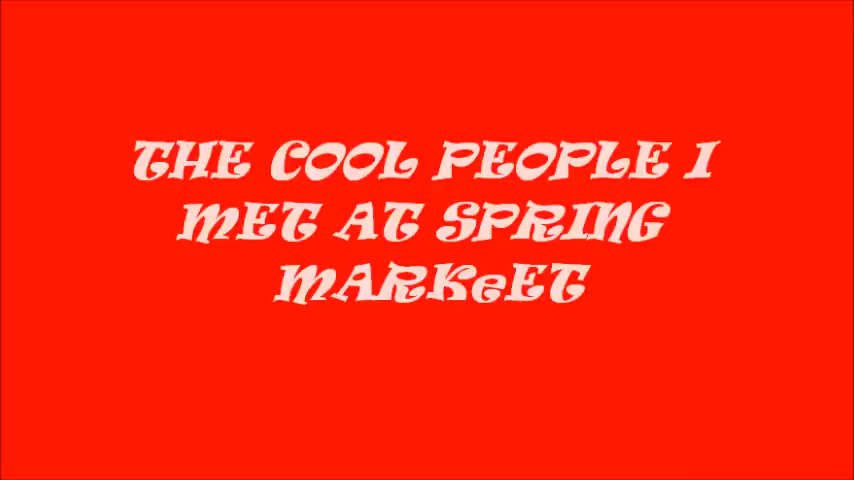 THE COOL PEOPLE I
MET AT SPRING
MARKeET